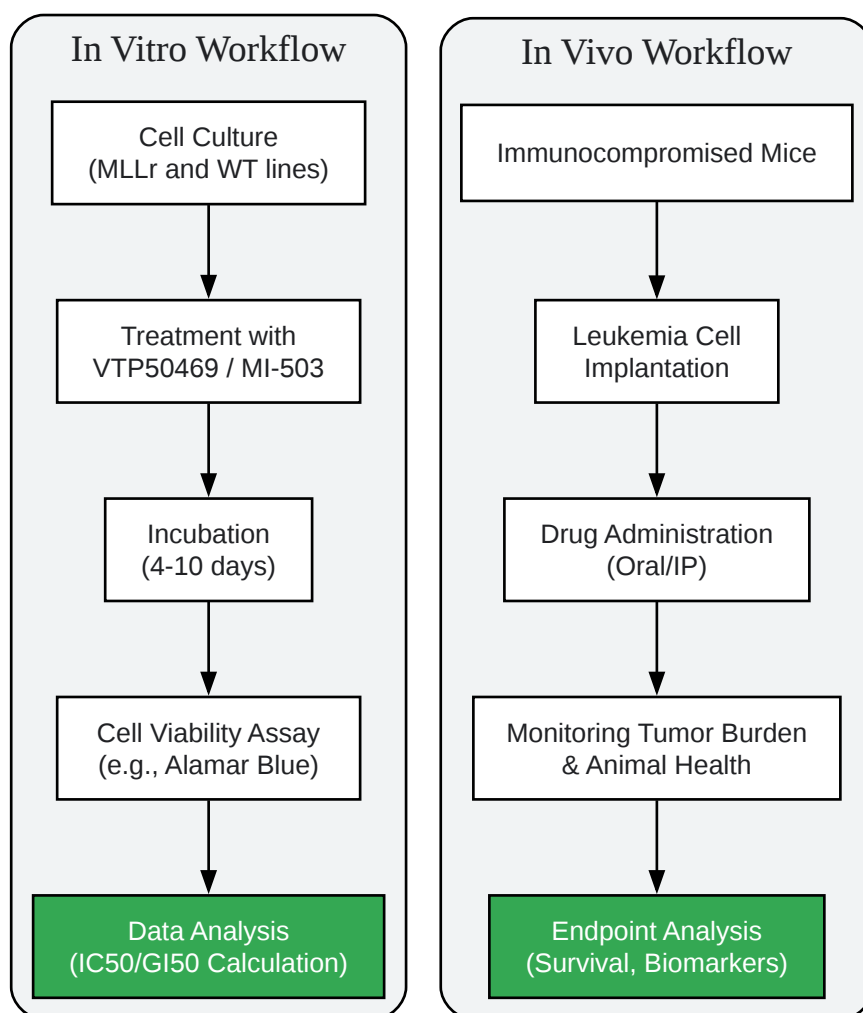 In Vitro Workflow
Cell Culture
(MLLr and WT lines)
Treatment with
VTP50469 / MI-503
Incubation
(4-10 days)
Cell Viability Assay
(e.g., Alamar Blue)
Data Analysis
(IC50/GI50 Calculation)
In Vivo Workflow
Immunocompromised Mice
Leukemia Cell
Implantation
Drug Administration
(Oral/IP)
Monitoring Tumor Burden
& Animal Health
Endpoint Analysis
(Survival, Biomarkers)